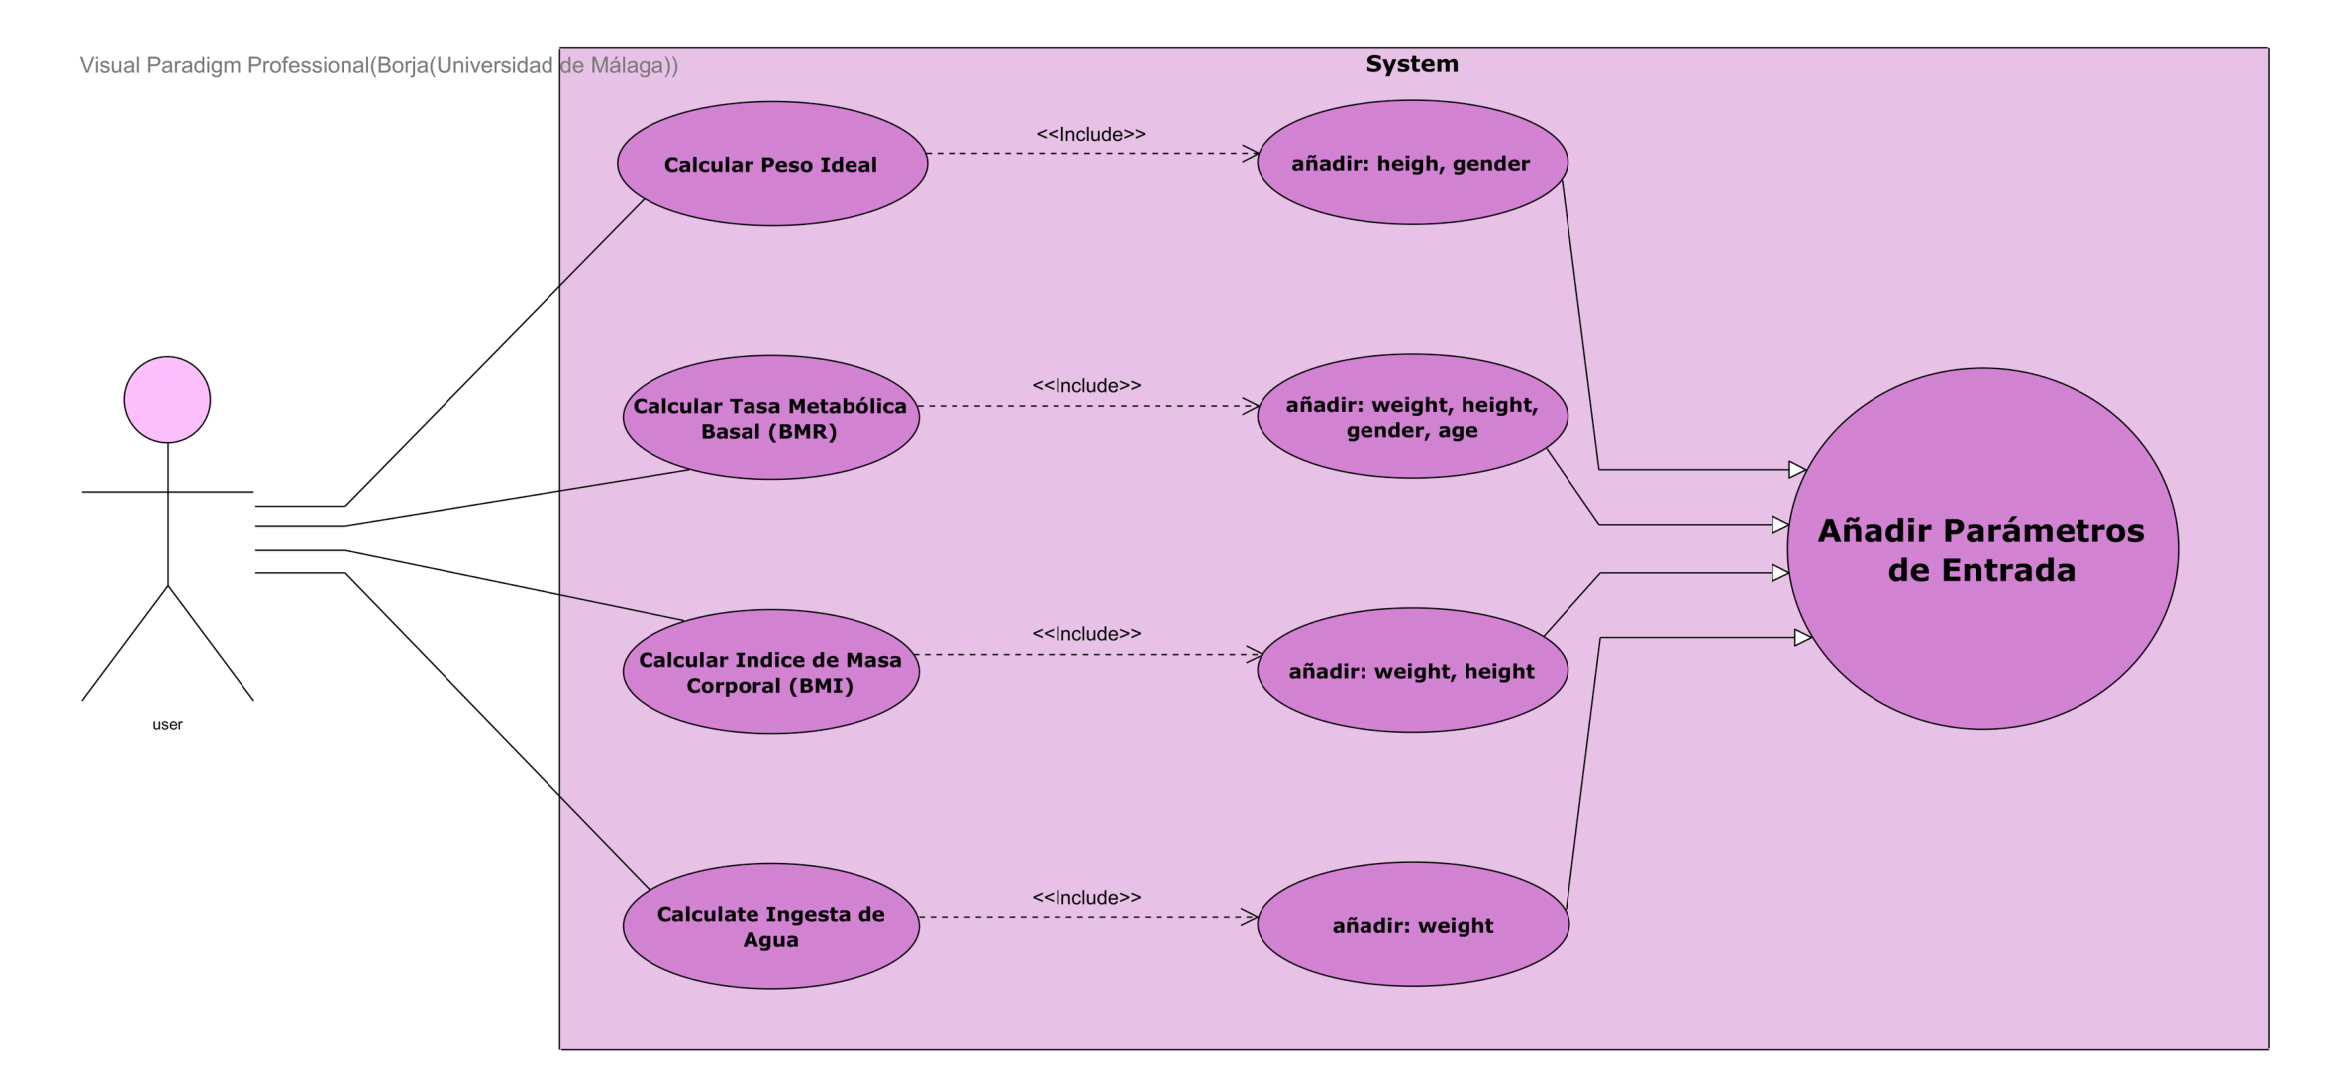 Visual Paradigm Professional(Borja(Universidad de Málaga))
System
<<Include>>
Calcular Peso Ideal
añadir: heigh, gender
<<Include>>
Calcular Tasa Metabólica
Basal (BMR)
añadir: weight, height,
gender, age
Añadir Parámetros
de Entrada
<<Include>>
Calcular Indice de Masa
Corporal (BMI)
añadir: weight, height
user
<<Include>>
Calculate Ingesta de
Agua
añadir: weight